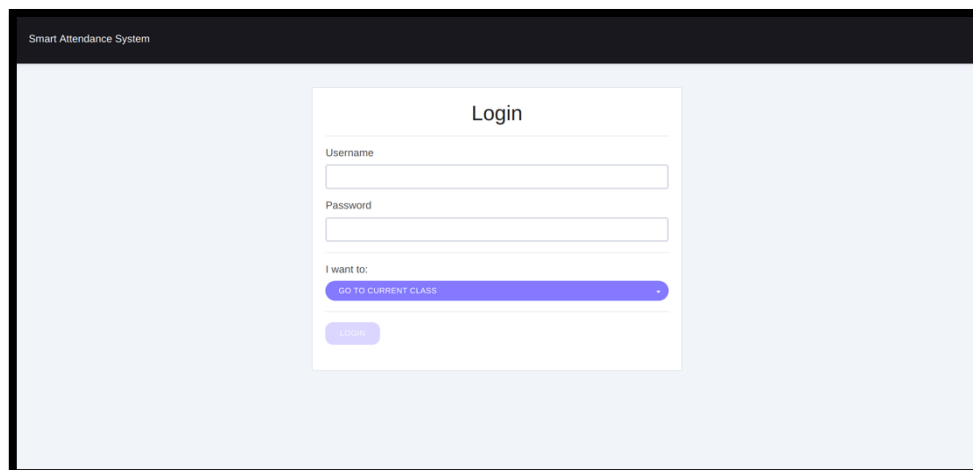 Smart Attendance System
Login
Username
Password
I want to:
GO TO CURRENT CLASS
LOGIN